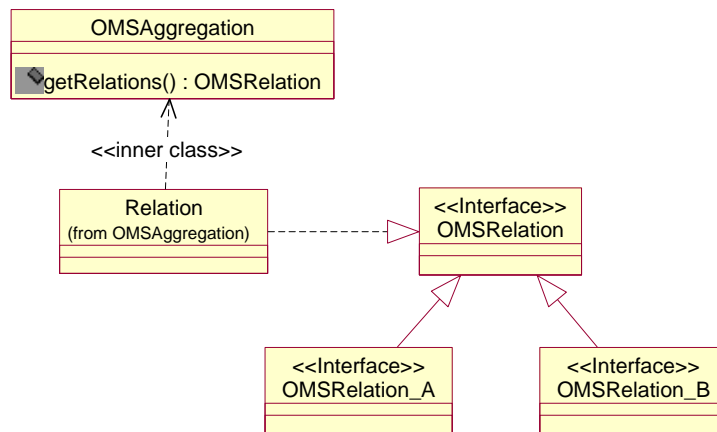 OMSAggregation
getRelations() : OMSRelation
<<inner class>>
Relation
(from OMSAggregation)
<<Interface>>
OMSRelation
<<Interface>>
OMSRelation_A
<<Interface>>
OMSRelation_B